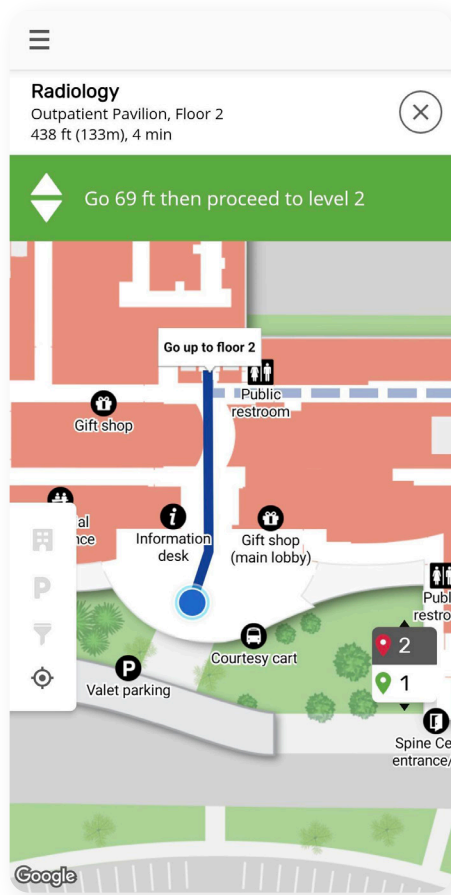 Radiology
Outpatient Pavilion, Floor 2
438 ft (133m), 4 min
Go 69 ft then proceed to level 2
Go up to floor 2
Public
restroom
Gift shop
al
nce
Information
desk
Gift shop
(main lobby)
Publ
restro
Courtesy cart
2
P
Valet parking
1
Spine Ce
entrance/
Google